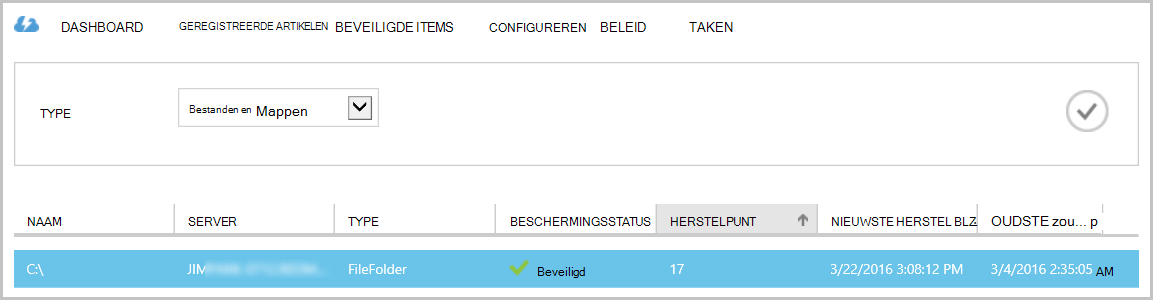 DASHBOARD GEREGISTREERDE ARTIKELEN BEVEILIGDE ITEMS CONFIGUREREN BELEID TAKEN
TYPE Bestanden en Mappen
NAAM SERVER TYPE BESCHERMINGSSTATUS HERSTELPUNT NIEUWSTE HERSTEL BLZ OUDSTE zou... p
C:\ JIM FileFolder Beveiligd 17 3/22/2016 3:08:12 PM 3/4/2016 2:35:05 AM